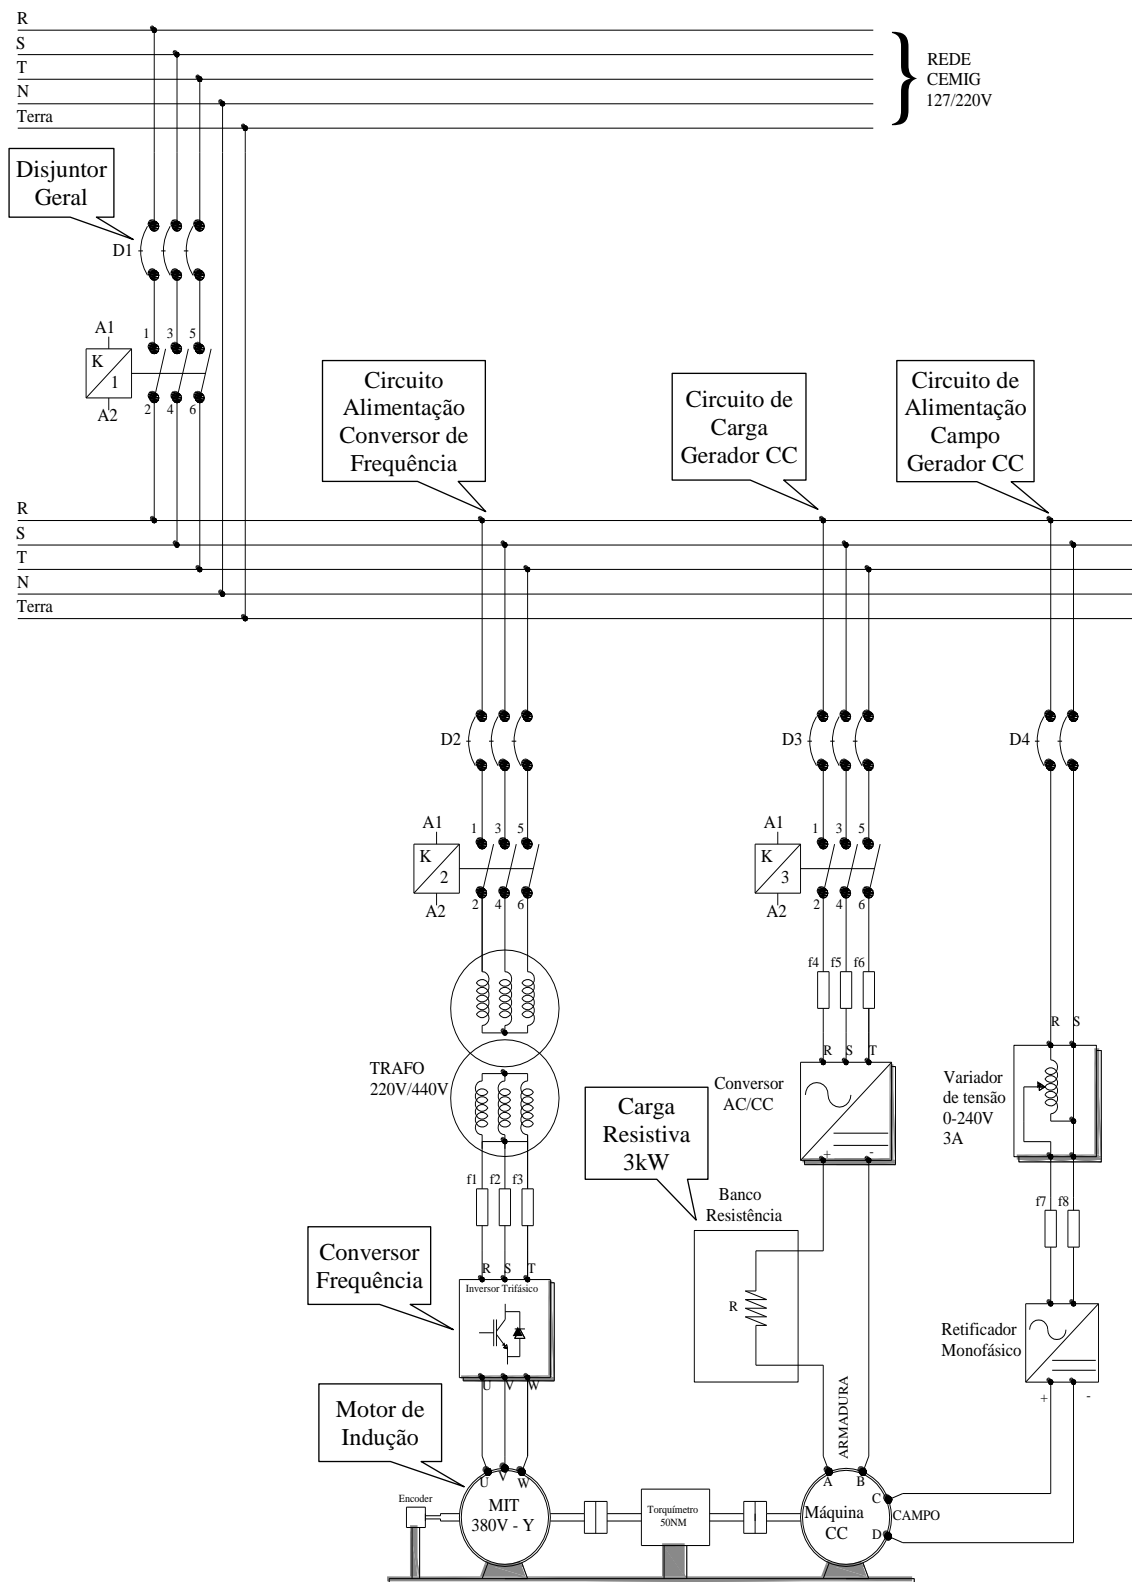 R
S
T
N
Terra
REDE
CEMIG
127/220V
Disjuntor
Geral
D1
A1
K
1
A2
1 3 5
2 4 6
Circuito
Alimentação
Conversor de
Frequência
Circuito de
Carga
Gerador CC
Circuito de
Alimentação
Campo
Gerador CC
R
S
T
N
Terra
D2
D3
D4
A1
K
2
A2
1 3 5
2 4 6
A1
K
3
A2
1 3 5
2 4 6
f4 f5 f6
TRAFO
220V/440V
R S T
Conversor
AC/CC
+ -
R S
Variador
de tensão
0-240V
3A
Carga
Resistiva
3kW
f1 f2 f3
Banco
Resistência
R
f7 f8
Conversor
Frequência
R S T
Inversor Trifásico
U V W
Retificador
Monofásico
+ -
Motor de
Indução
ARMADURA
U V W
MIT
380V - Y
Encoder
Torquímetro
50NM
A B
Máquina
CC
C
D
CAMPO